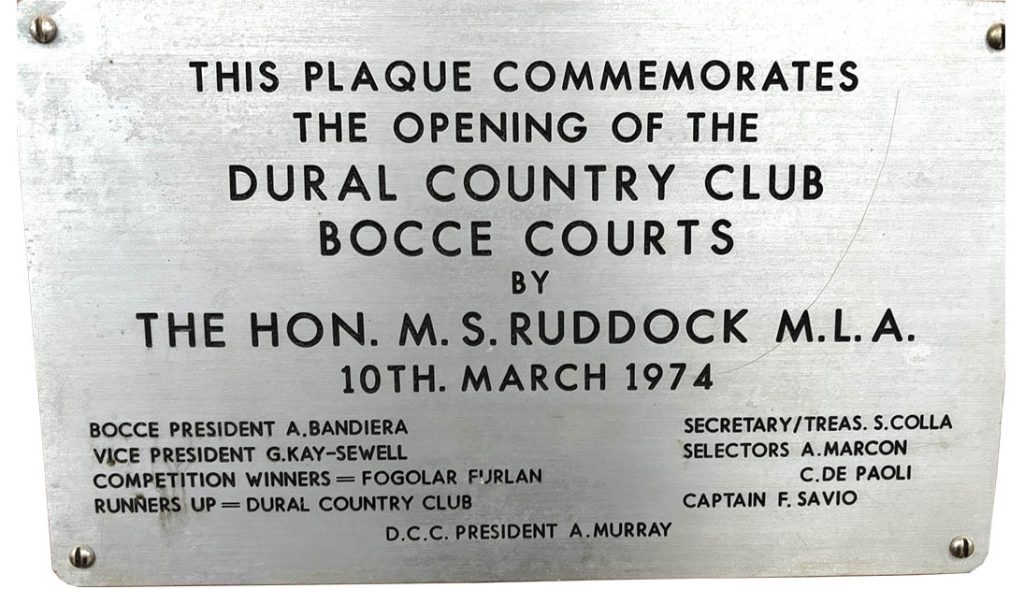 THIS PLAQUE COMMEMORATES
THE OPENING OF THE
DURAL COUNTRY CLUB
BOCCE COURTS
BY
THE HON. M. S. RUDDOCK M.L.A.
10TH. MARCH 1974
BOCCE PRESIDENT A. BANDIERA
VICE PRESIDENT G. KAY-SEWELL
COMPETITION WINNERS = FOGOLAR FURLAN
RUNNERS UP = DURAL COUNTRY CLUB
SECRETARY/TREAS. S. COLLA
SELECTORS A. MARCON
C. DE PAOLI
CAPTAIN F. SAVIO
D.C.C. PRESIDENT A. MURRAY